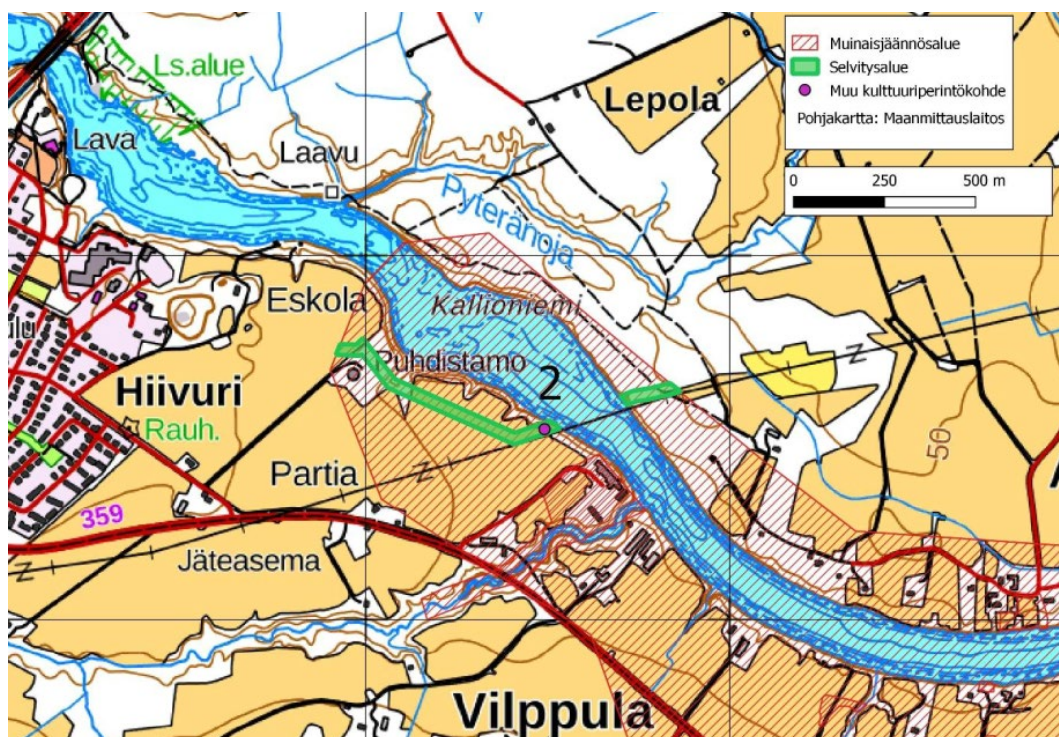 Muinaisjäännösalue
Selvitysalue
Muu kulttuuriperintökohde
Pohjakartta: Maanmittauslaitos
0 250 500 m
Ls.alue
Lepola
Lava
Laavu
Pyteränoja
Eskola
Kallioniemi
Puhdistamo
2
Hiivuri
Rauh.
Partia
50
359
Jäteasema
Vilppula
Z
Z
Z
Z